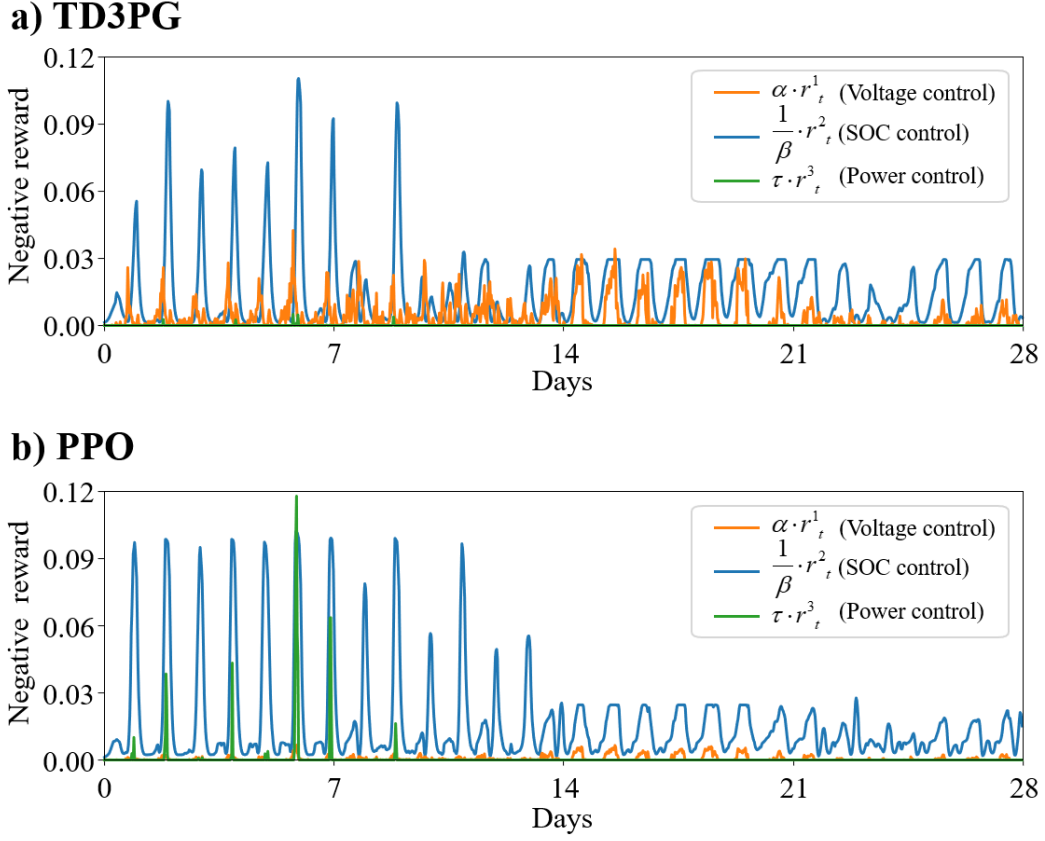 a) TD3PG
0.12
0.09
0.06
0.03
0.00
Negative reward
α·r¹ₜ (Voltage control)
1/β·r²ₜ (SOC control)
τ·r³ₜ (Power control)
0 7 14 21 28
Days
b) PPO
0.12
0.09
0.06
0.03
0.00
Negative reward
α·r¹ₜ (Voltage control)
1/β·r²ₜ (SOC control)
τ·r³ₜ (Power control)
0 7 14 21 28
Days